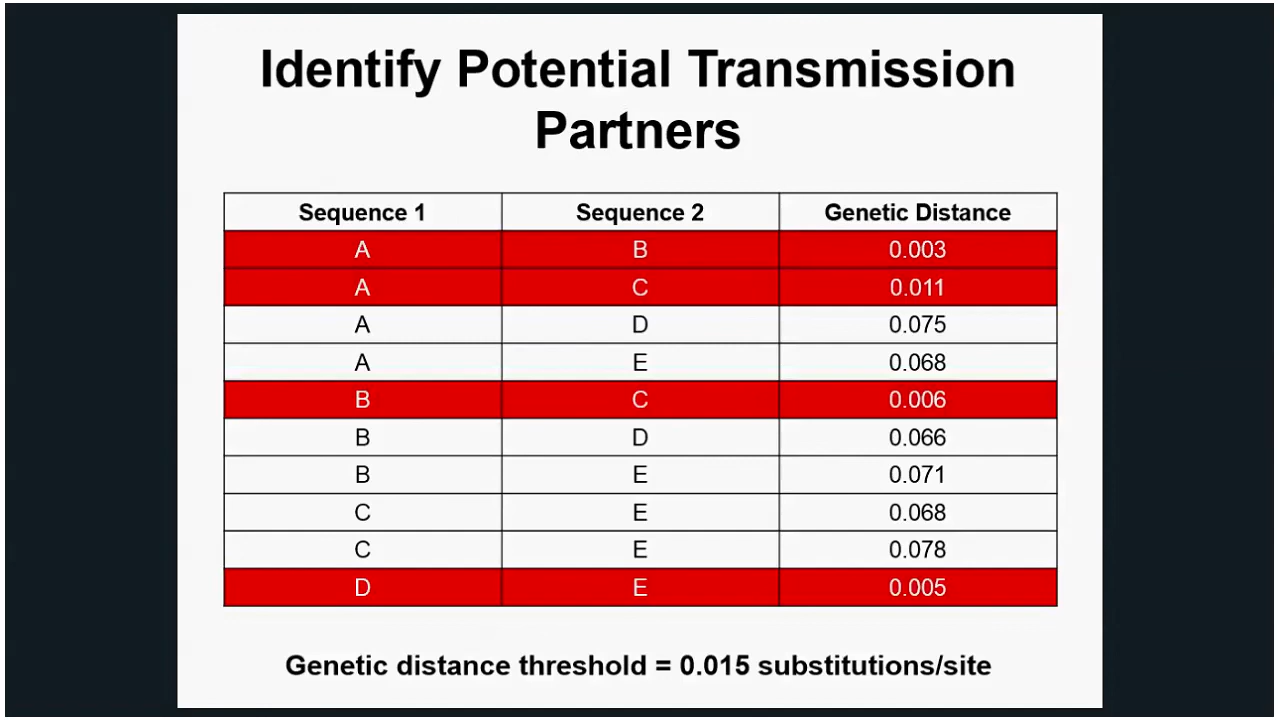 Identify Potential Transmission
Partners
Sequence 1 Sequence 2 Genetic Distance
A B 0.003
A C 0.011
A D 0.075
A E 0.068
B C 0.006
B D 0.066
B E 0.071
C E 0.068
C E 0.078
D E 0.005
Genetic distance threshold = 0.015 substitutions/site